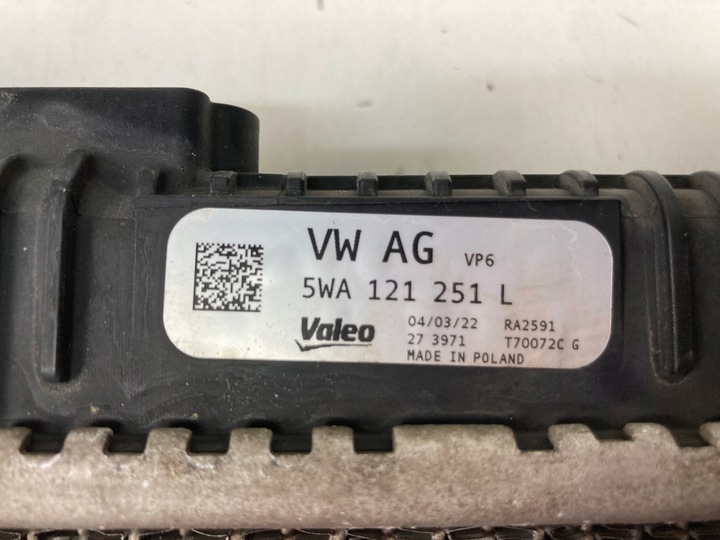 VW AG VP6
5WA 121 251 L
Valeo 04/03/22 RA2591
27 3971 T70072C G
MADE IN POLAND